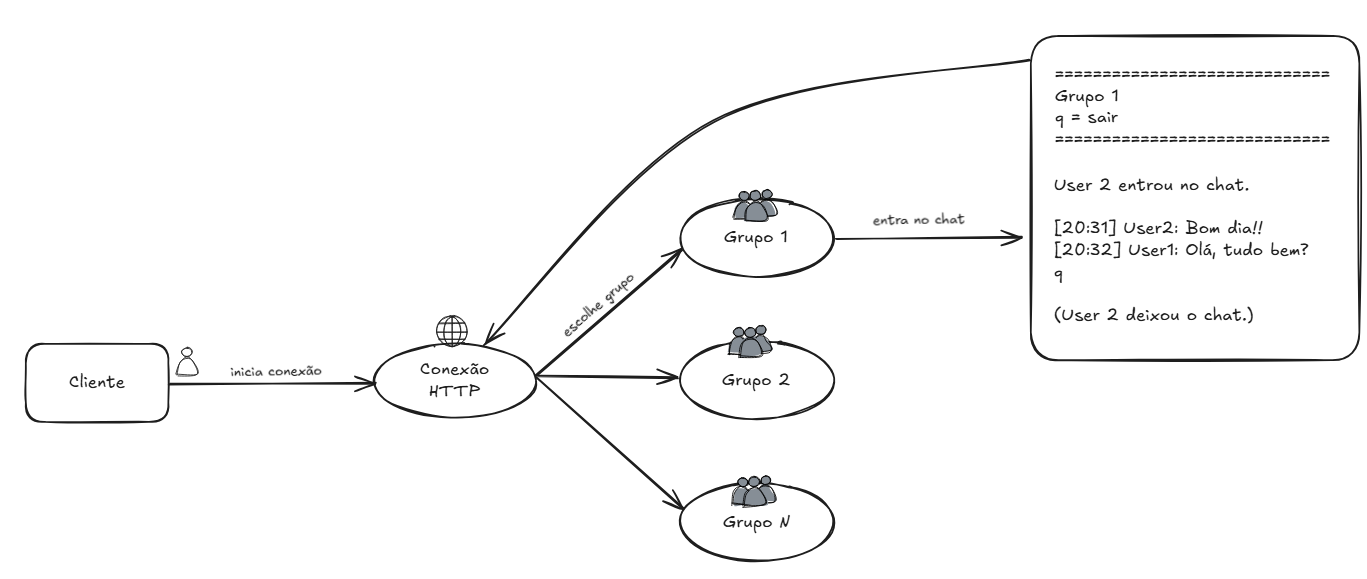 Cliente
inicia conexão
Conexão
HTTP
escolhe grupo
Grupo 1
Grupo 2
Grupo N
entra no chat
=============================
Grupo 1
q = sair
=============================
User 2 entrou no chat.
[20:31] User2: Bom dia!!
[20:32] User1: Olá, tudo bem?
q
(User 2 deixou o chat.)